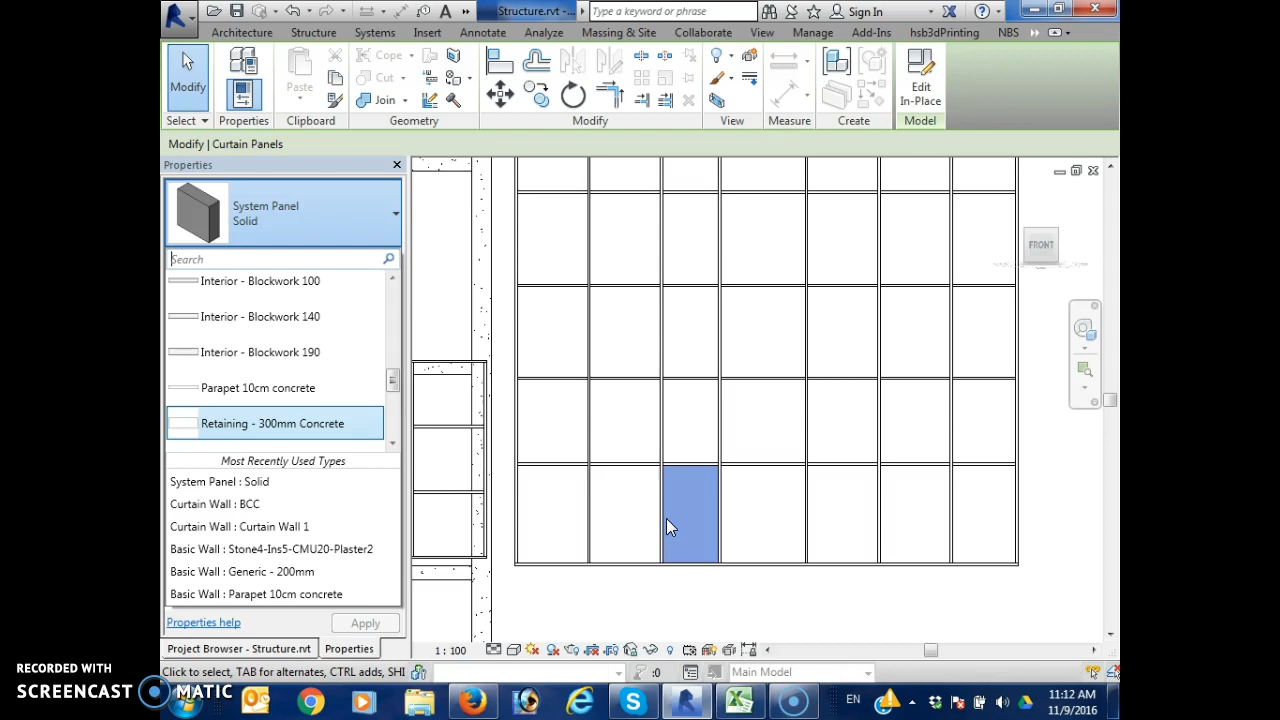 Structure.rvt -...
Type a keyword or phrase
Sign In
Architecture
Structure
Systems
Insert
Annotate
Analyze
Massing & Site
Collaborate
View
Manage
Add-Ins
hsb3dPrinting
NBS
Modify
Paste
Cope
Cut
Join
Edit
In-Place
Select
Properties
Clipboard
Geometry
Modify
View
Measure
Create
Model
Modify | Curtain Panels
Properties
System Panel
Solid
Search
Interior - Blockwork 100
Interior - Blockwork 140
Interior - Blockwork 190
Parapet 10cm concrete
Retaining - 300mm Concrete
Most Recently Used Types
System Panel : Solid
Curtain Wall : BCC
Curtain Wall : Curtain Wall 1
Basic Wall : Stone4-Ins5-CMU20-Plaster2
Basic Wall : Generic - 200mm
Basic Wall : Parapet 10cm concrete
Properties help
Apply
Project Browser - Structure.rvt
Properties
FRONT
1 : 100
Click to select, TAB for alternates, CTRL adds, SHI
:0
Main Model
RECORDED WITH
SCREENCAST MATIC
EN
11:12 AM
11/9/2016